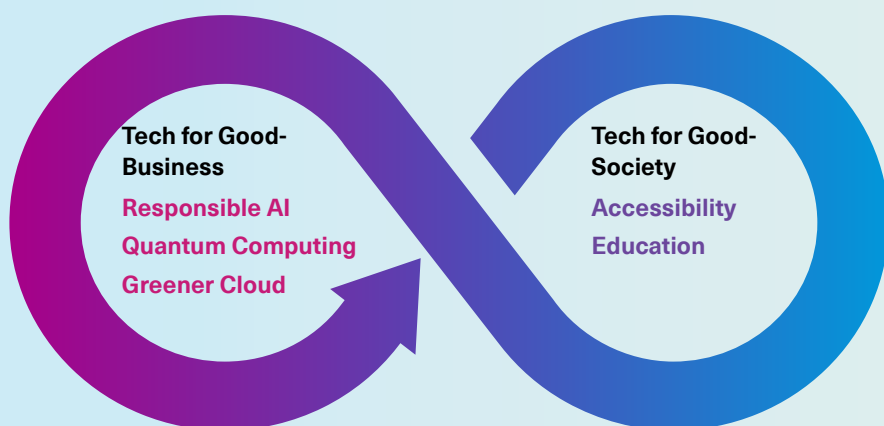 Tech for Good-
Business
Responsible AI
Quantum Computing
Greener Cloud
Tech for Good-
Society
Accessibility
Education